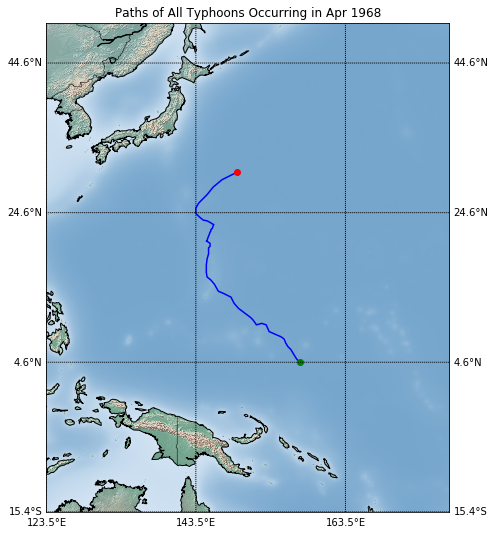 Paths of All Typhoons Occurring in Apr 1968
44.6°N 44.6°N
24.6°N 24.6°N
4.6°N 4.6°N
15.4°S 15.4°S
123.5°E 143.5°E 163.5°E